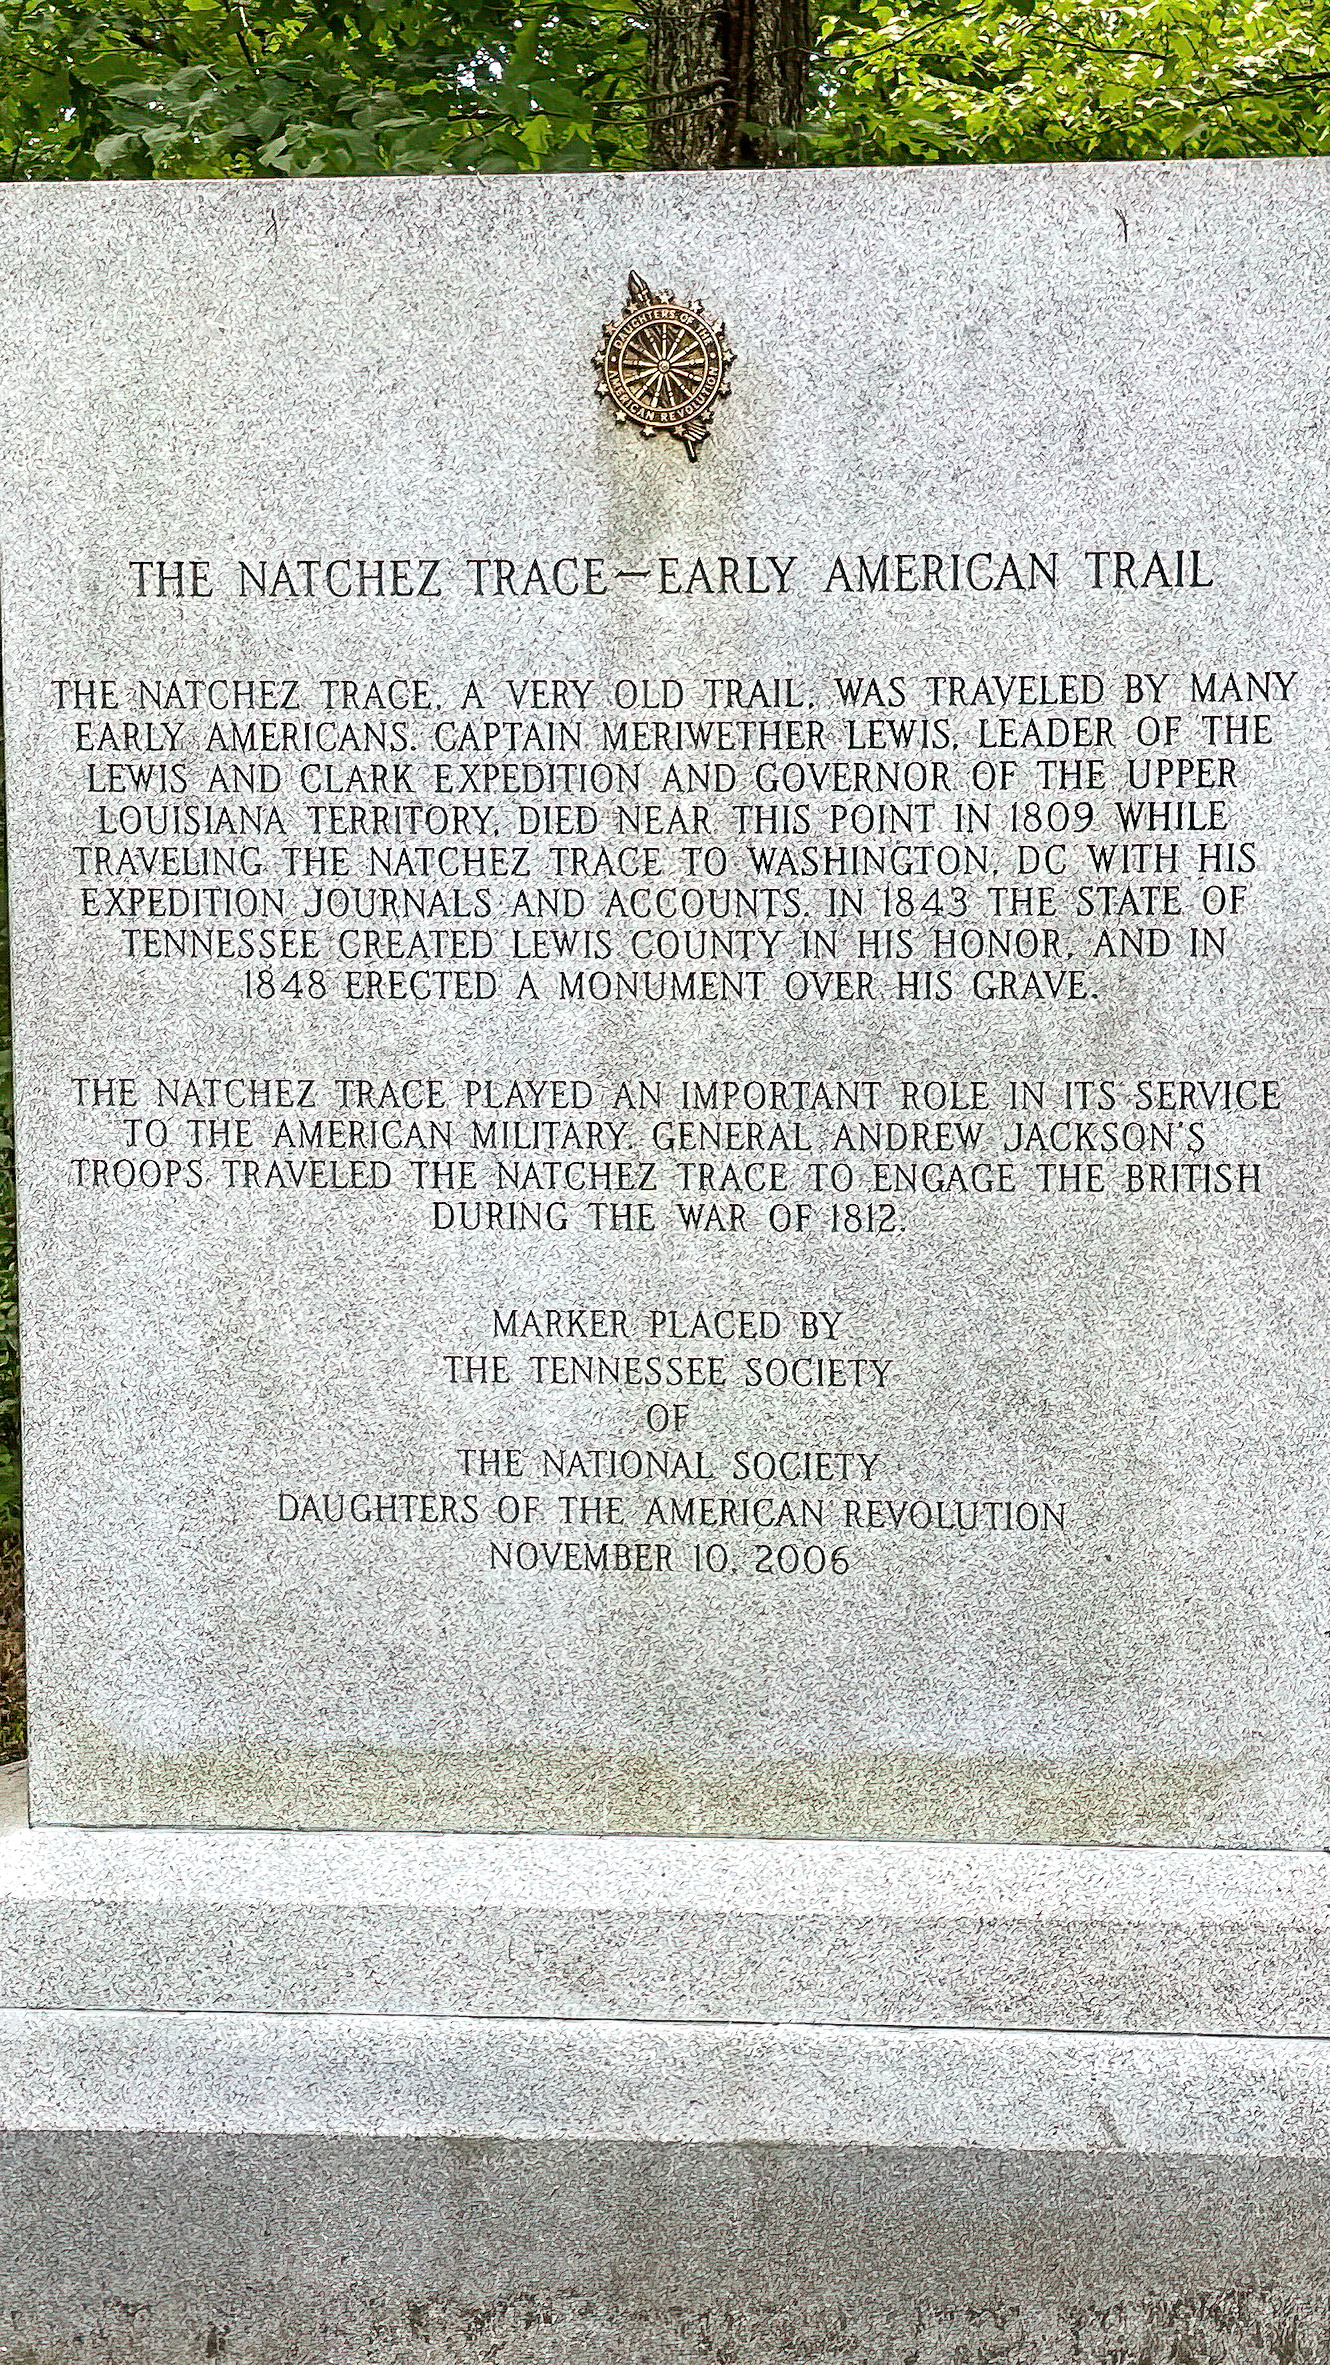 DAUGHTERS OF THE
AMERICAN REVOLUTION
THE NATCHEZ TRACE—EARLY AMERICAN TRAIL
THE NATCHEZ TRACE, A VERY OLD TRAIL, WAS TRAVELED BY MANY
EARLY AMERICANS. CAPTAIN MERIWETHER LEWIS, LEADER OF THE
LEWIS AND CLARK EXPEDITION AND GOVERNOR OF THE UPPER
LOUISIANA TERRITORY, DIED NEAR THIS POINT IN 1809 WHILE
TRAVELING THE NATCHEZ TRACE TO WASHINGTON, DC WITH HIS
EXPEDITION JOURNALS AND ACCOUNTS. IN 1843 THE STATE OF
TENNESSEE CREATED LEWIS COUNTY IN HIS HONOR, AND IN
1848 ERECTED A MONUMENT OVER HIS GRAVE.
THE NATCHEZ TRACE PLAYED AN IMPORTANT ROLE IN ITS SERVICE
TO THE AMERICAN MILITARY. GENERAL ANDREW JACKSON'S
TROOPS TRAVELED THE NATCHEZ TRACE TO ENGAGE THE BRITISH
DURING THE WAR OF 1812.
MARKER PLACED BY
THE TENNESSEE SOCIETY
OF
THE NATIONAL SOCIETY
DAUGHTERS OF THE AMERICAN REVOLUTION
NOVEMBER 10, 2006